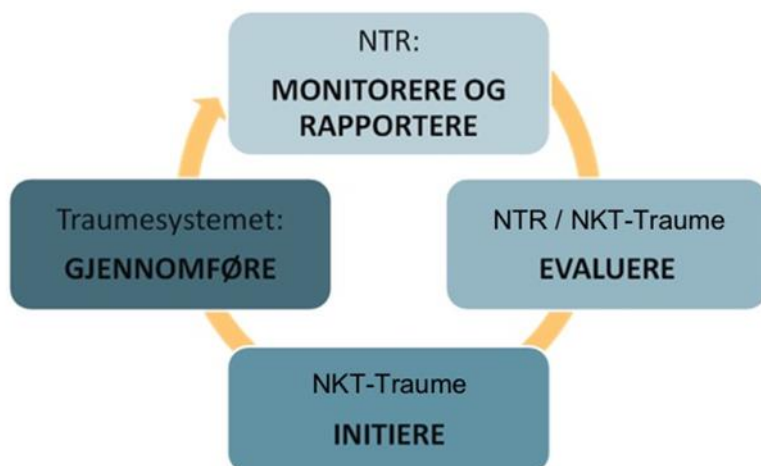 NTR:
MONITORERE OG
RAPPORTERE
NTR / NKT-Traume
EVALUERE
NKT-Traume
INITIERE
Traumesystemet:
GJENNOMFØRE